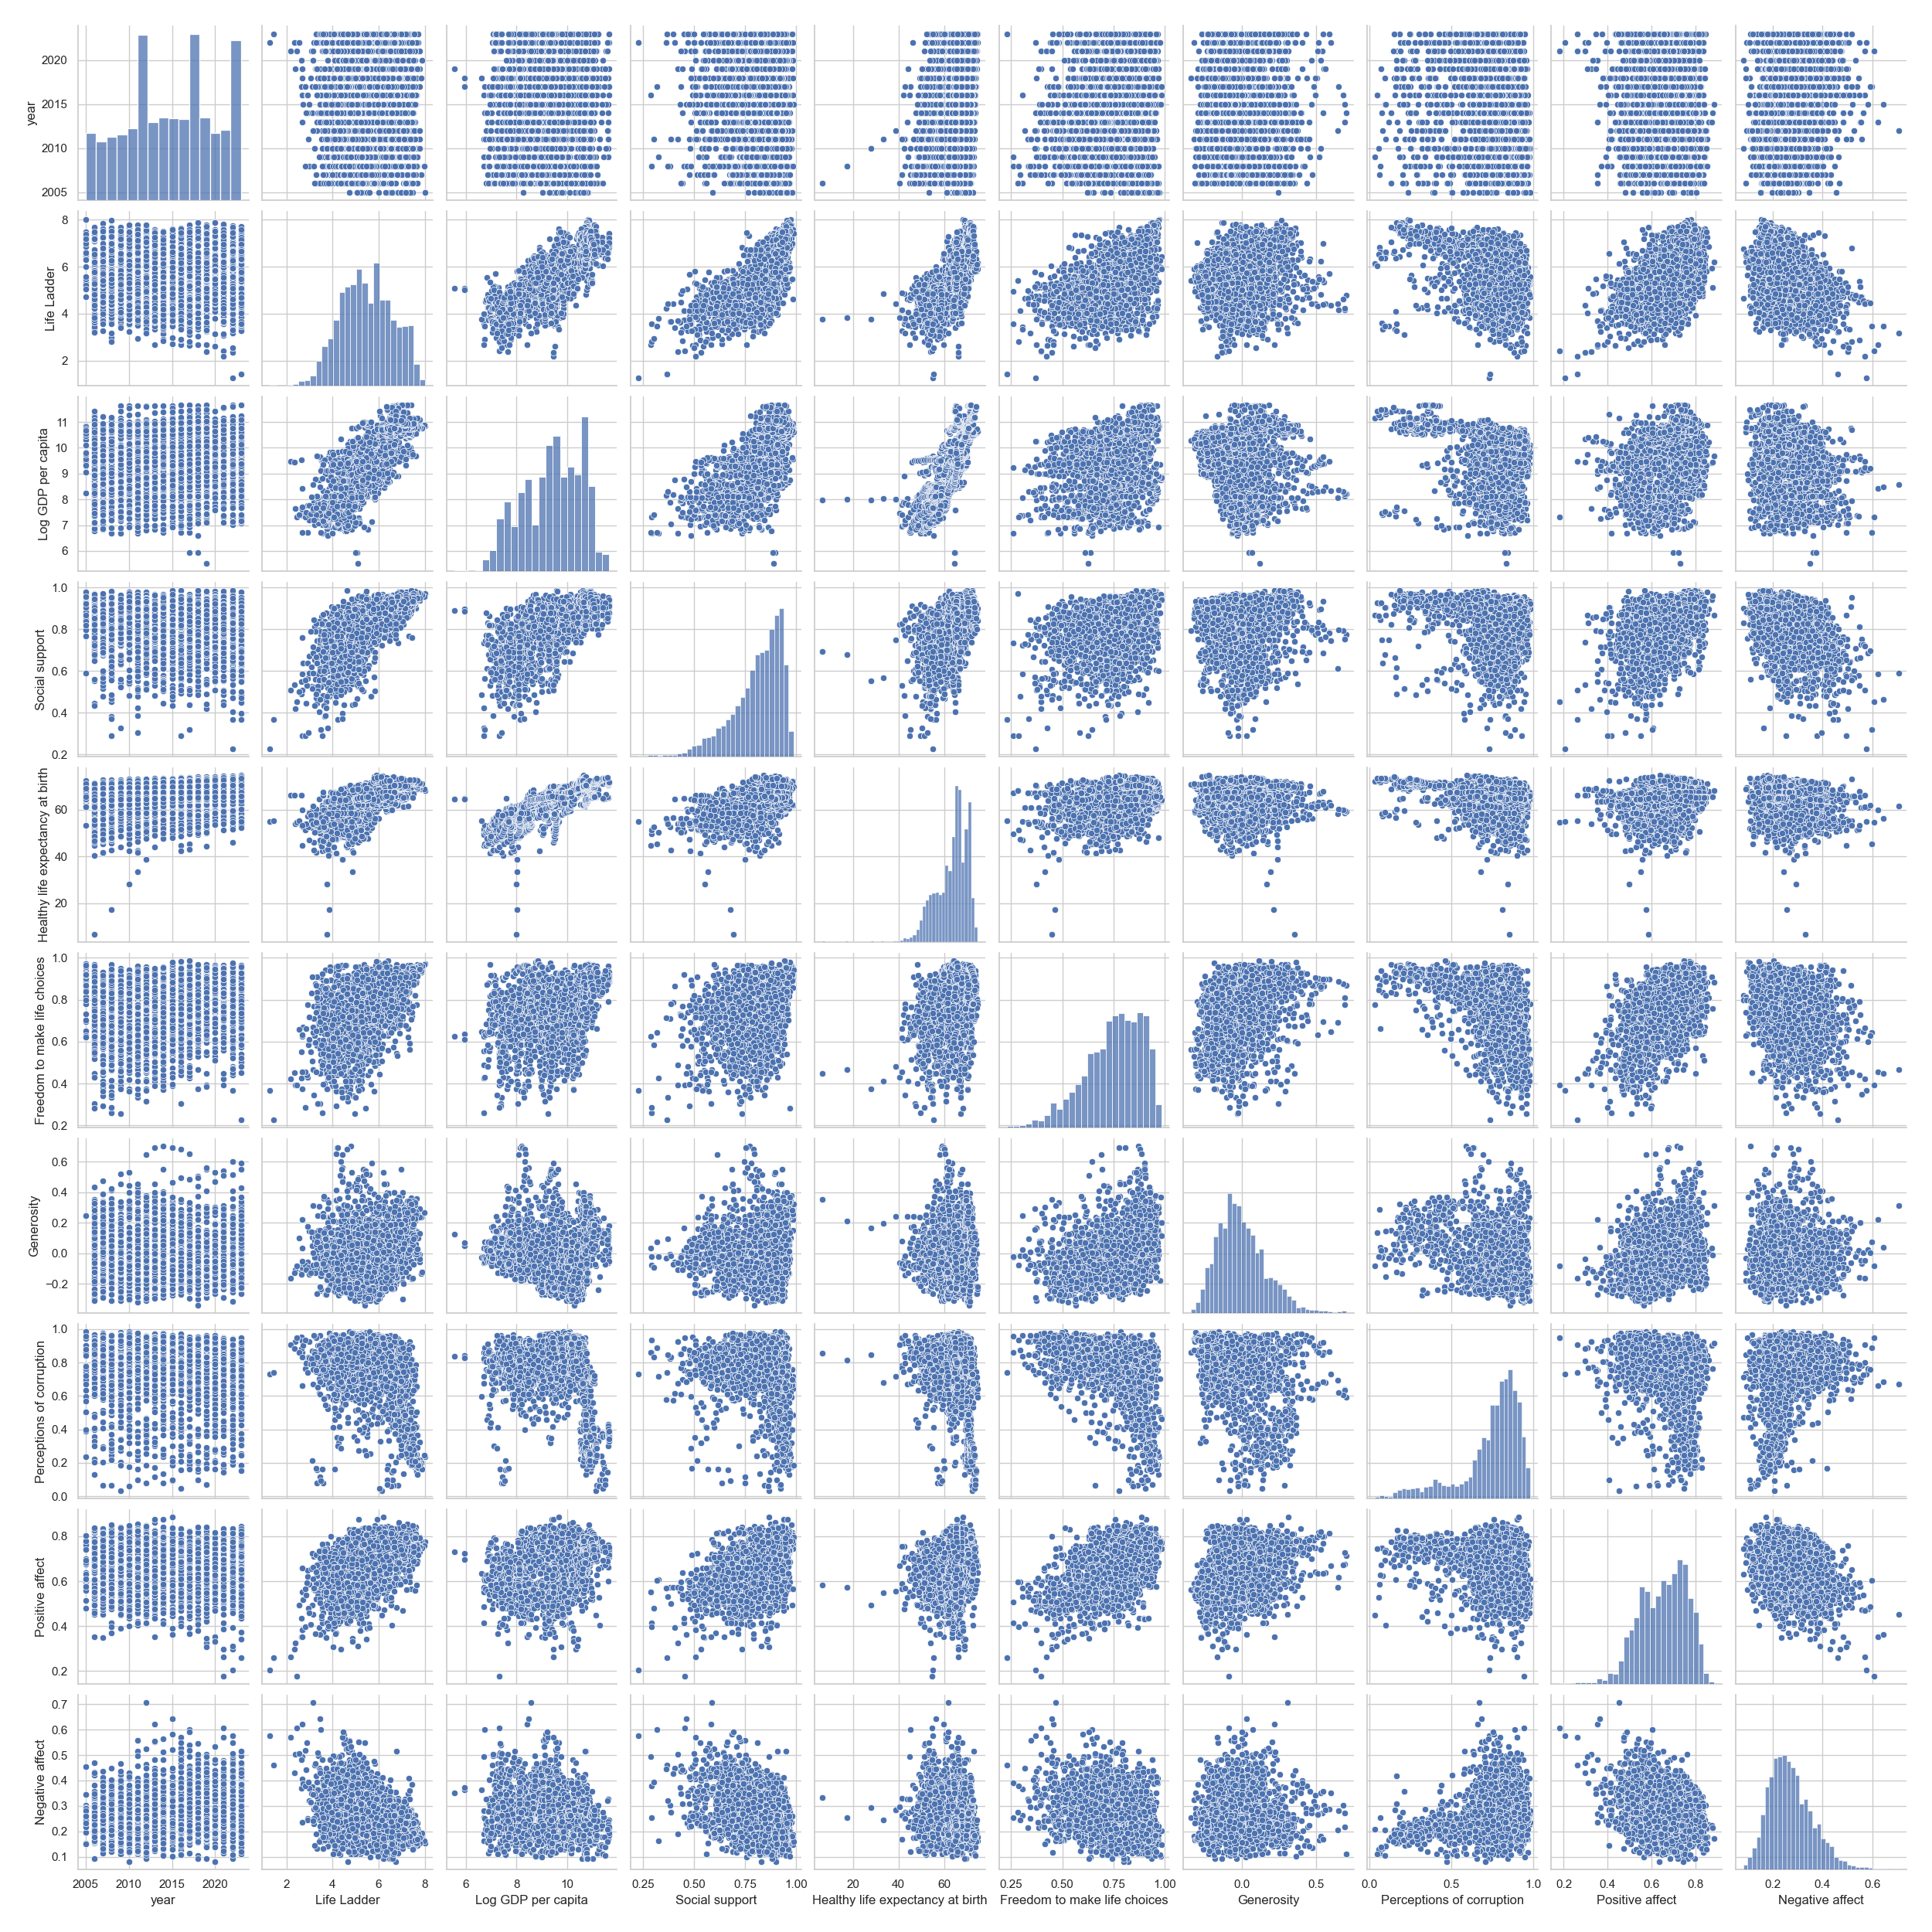 year
2020
2015
2010
2005
Life Ladder
8
6
4
2
Log GDP per capita
11
10
9
8
7
6
Social support
1.0
0.8
0.6
0.4
0.2
Healthy life expectancy at birth
60
40
20
Freedom to make life choices
1.0
0.8
0.6
0.4
0.2
Generosity
0.6
0.4
0.2
0.0
−0.2
Perceptions of corruption
1.0
0.8
0.6
0.4
0.2
0.0
Positive affect
0.8
0.6
0.4
0.2
Negative affect
0.7
0.6
0.5
0.4
0.3
0.2
0.1
2005 2010 2015 2020
year
2 4 6 8
Life Ladder
6 8 10
Log GDP per capita
0.25 0.50 0.75 1.00
Social support
20 40 60
Healthy life expectancy at birth
0.25 0.50 0.75 1.00
Freedom to make life choices
0.0 0.5
Generosity
0.0 0.5 1.0
Perceptions of corruption
0.2 0.4 0.6 0.8
Positive affect
0.2 0.4 0.6
Negative affect